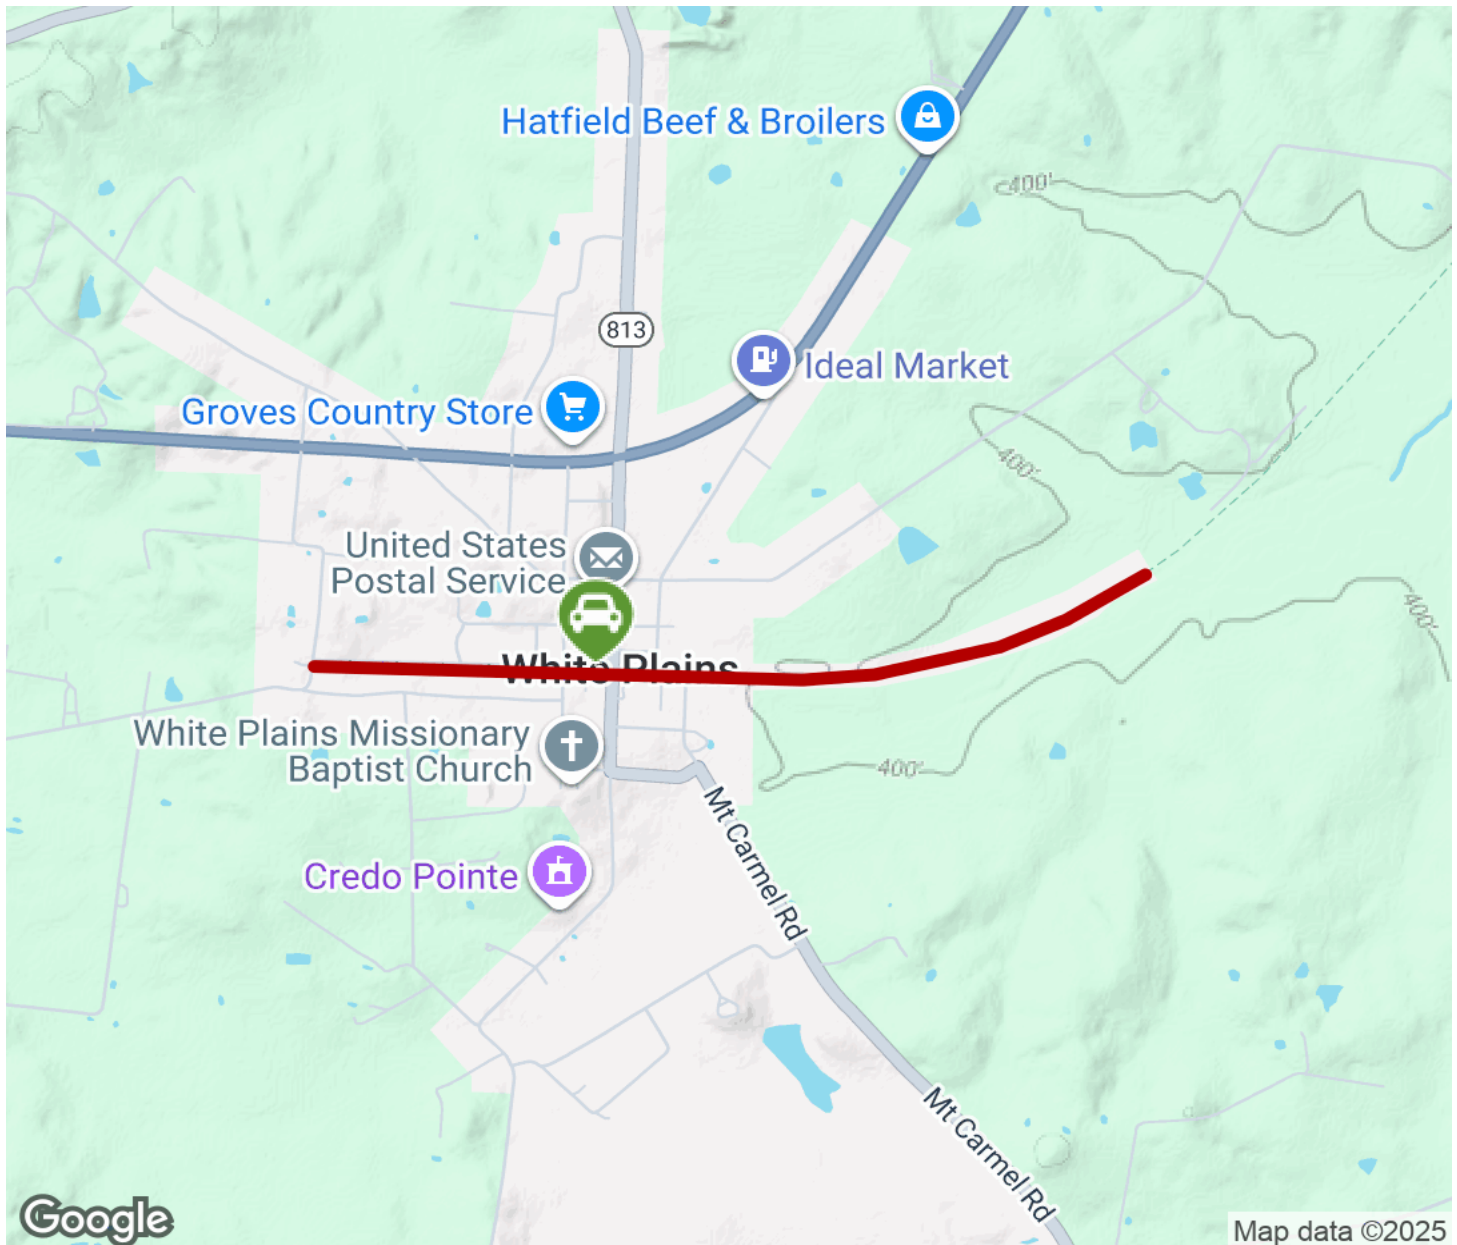 Hatfield Beef & Broilers
400'
813
Ideal Market
Groves Country Store
400'
United States
Postal Service
White Plains
400'
White Plains Missionary
Baptist Church
400'
Mt Carmel Rd
Credo Pointe
Mt Carmel Rd
Google
Map data ©2025